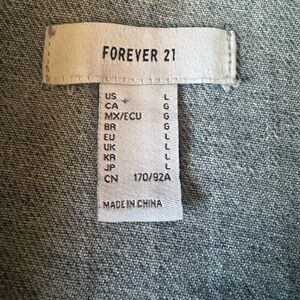 FOREVER 21
US L
CA G
MX/ECU G
BR G
EU L
UK L
KR L
JP L
CN 170/92A
MADE IN CHINA